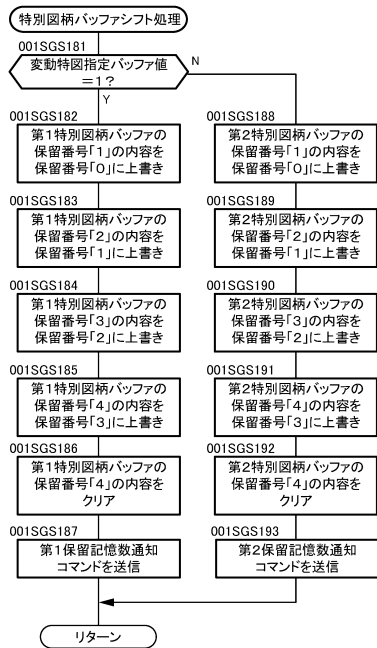 特別図柄バッファシフト処理
001SGS181
変動特図指定バッファ値
=1?
N
Y
001SGS182
第1特別図柄バッファの
保留番号「1」の内容を
保留番号「0」に上書き
001SGS183
第1特別図柄バッファの
保留番号「2」の内容を
保留番号「1」に上書き
001SGS184
第1特別図柄バッファの
保留番号「3」の内容を
保留番号「2」に上書き
001SGS185
第1特別図柄バッファの
保留番号「4」の内容を
保留番号「3」に上書き
001SGS186
第1特別図柄バッファの
保留番号「4」の内容を
クリア
001SGS187
第1保留記憶数通知
コマンドを送信
001SGS188
第2特別図柄バッファの
保留番号「1」の内容を
保留番号「0」に上書き
001SGS189
第2特別図柄バッファの
保留番号「2」の内容を
保留番号「1」に上書き
001SGS190
第2特別図柄バッファの
保留番号「3」の内容を
保留番号「2」に上書き
001SGS191
第2特別図柄バッファの
保留番号「4」の内容を
保留番号「3」に上書き
001SGS192
第2特別図柄バッファの
保留番号「4」の内容を
クリア
001SGS193
第2保留記憶数通知
コマンドを送信
リターン